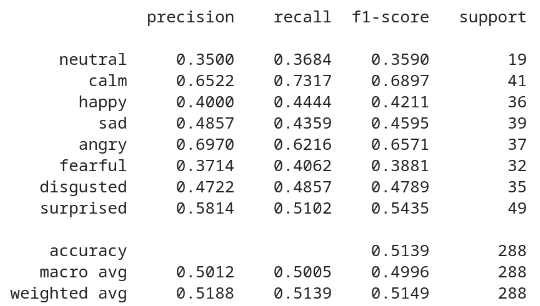 precision recall f1-score support
neutral 0.3500 0.3684 0.3590 19
calm 0.6522 0.7317 0.6897 41
happy 0.4000 0.4444 0.4211 36
sad 0.4857 0.4359 0.4595 39
angry 0.6970 0.6216 0.6571 37
fearful 0.3714 0.4062 0.3881 32
disgusted 0.4722 0.4857 0.4789 35
surprised 0.5814 0.5102 0.5435 49
accuracy 0.5139 288
macro avg 0.5012 0.5005 0.4996 288
weighted avg 0.5188 0.5139 0.5149 288